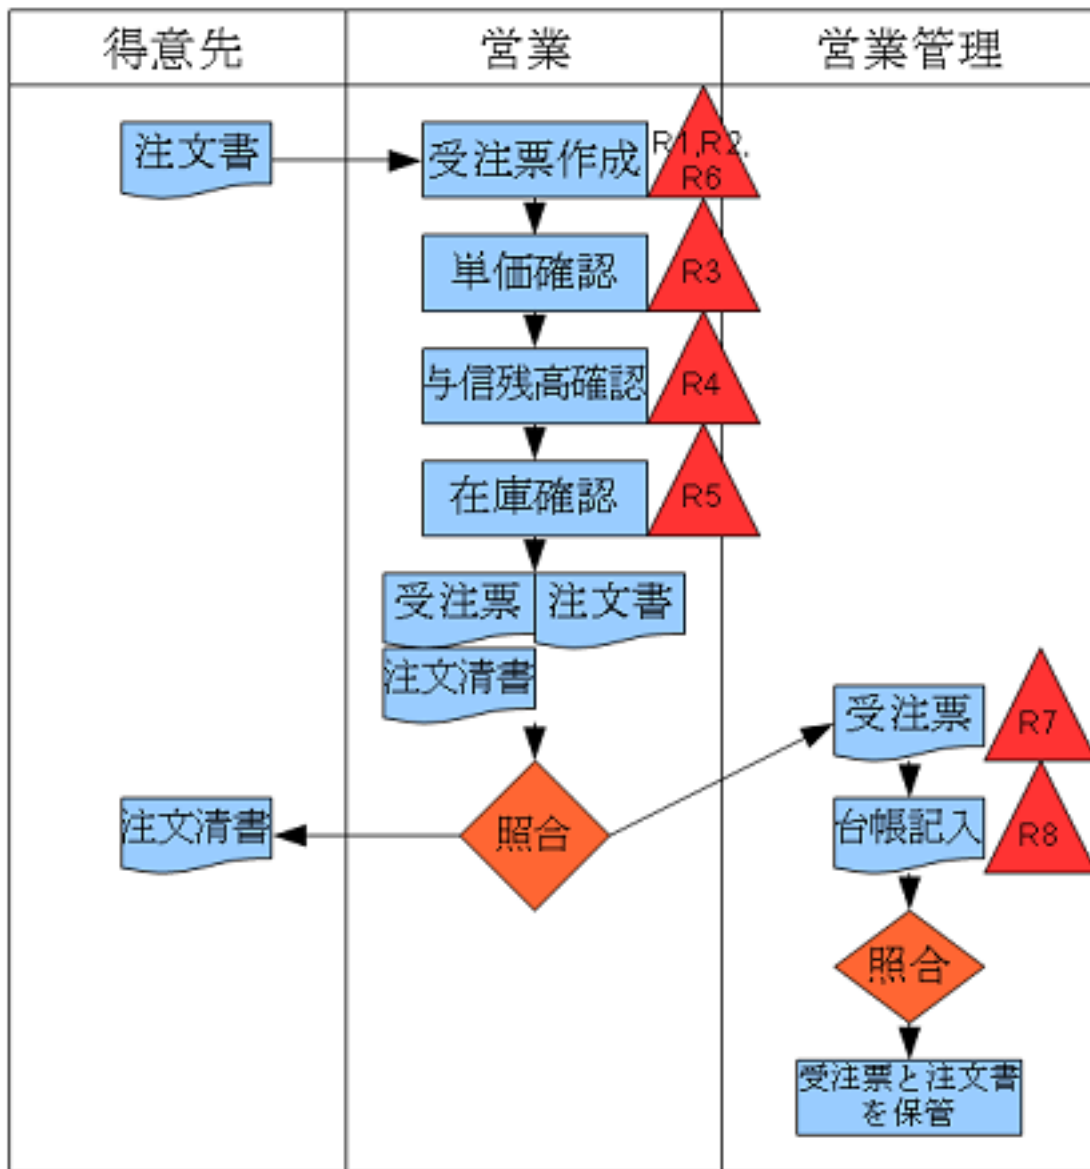 得意先
営業
営業管理
注文書
受注票作成
R1,R2,
R6
単価確認
R3
与信残高確認
R4
在庫確認
R5
受注票
注文書
注文清書
受注票
R7
注文清書
照合
台帳記入
R8
照合
受注票と注文書
を保管